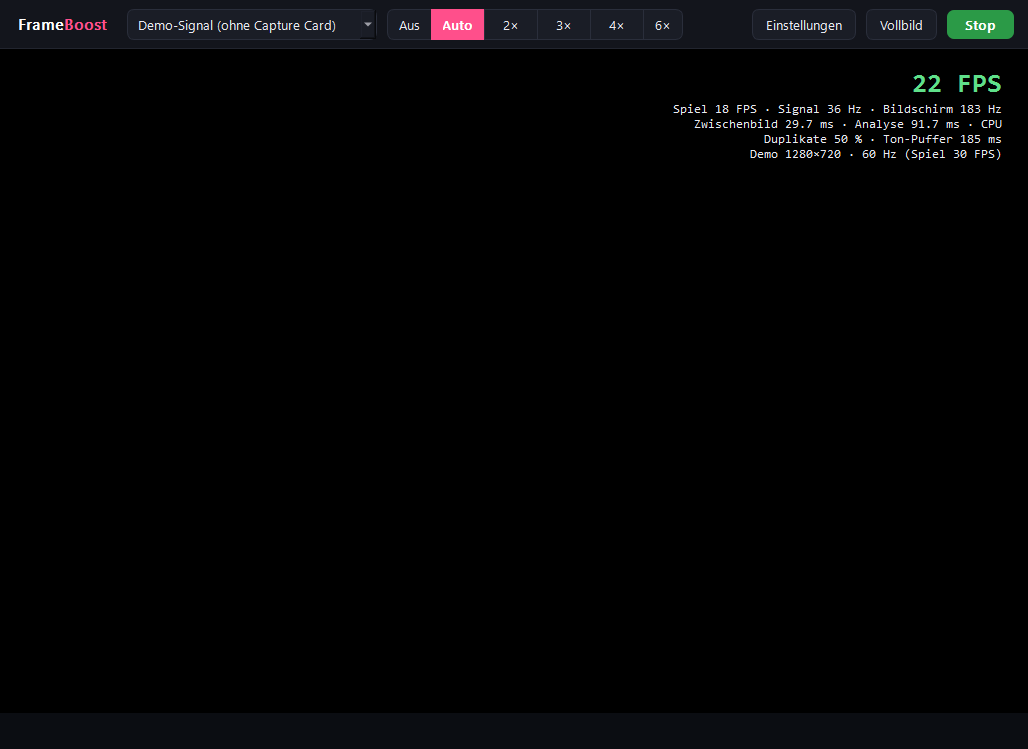 FrameBoost Demo-Signal (ohne Capture Card) Aus Auto 2× 3× 4× 6× Einstellungen Vollbild Stop
22 FPS
Spiel 18 FPS · Signal 36 Hz · Bildschirm 183 Hz
Zwischenbild 29.7 ms · Analyse 91.7 ms · CPU
Duplikate 50 % · Ton-Puffer 185 ms
Demo 1280×720 · 60 Hz (Spiel 30 FPS)